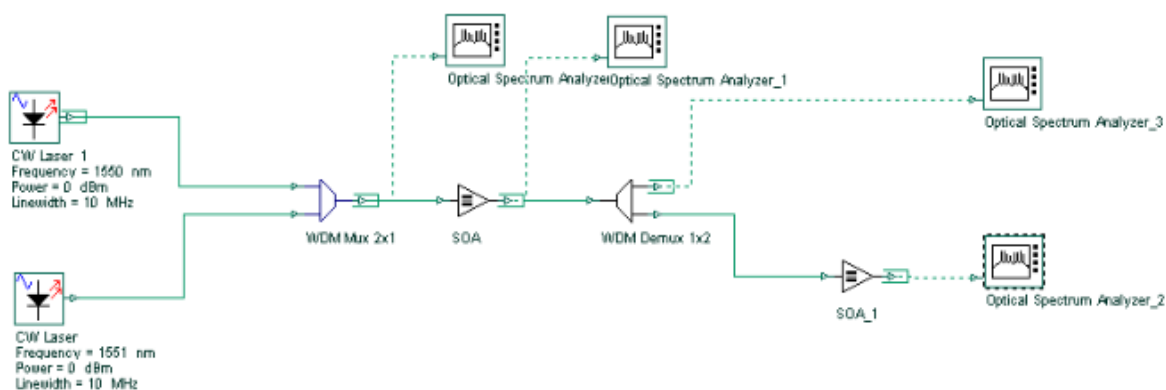 Optical Spectrum Analyzer
Optical Spectrum Analyzer_1
Optical Spectrum Analyzer_3
CW Laser 1
Frequency = 1550 nm
Power = 0 dBm
Linewidth = 10 MHz
WDM Mux 2x1
SOA
WDM Demux 1x2
CW Laser
Frequency = 1551 nm
Power = 0 dBm
Linewidth = 10 MHz
SOA_1
Optical Spectrum Analyzer_2